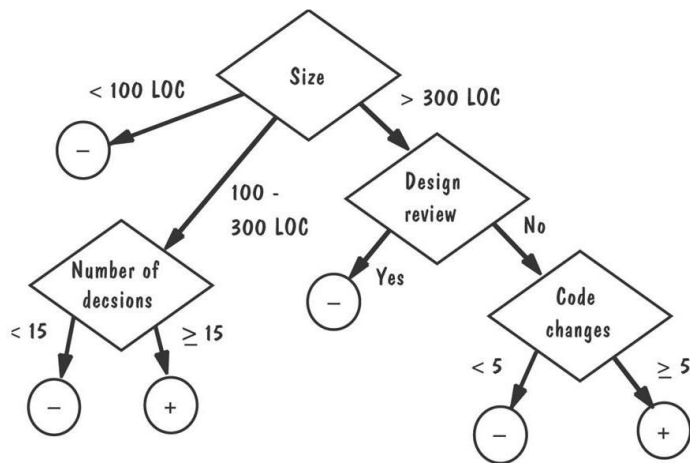 Size
< 100 LOC
> 300 LOC
−
100 -
300 LOC
Design
review
No
Yes
−
Number of
decsions
< 15
≥ 15
−
+
Code
changes
< 5
≥ 5
−
+